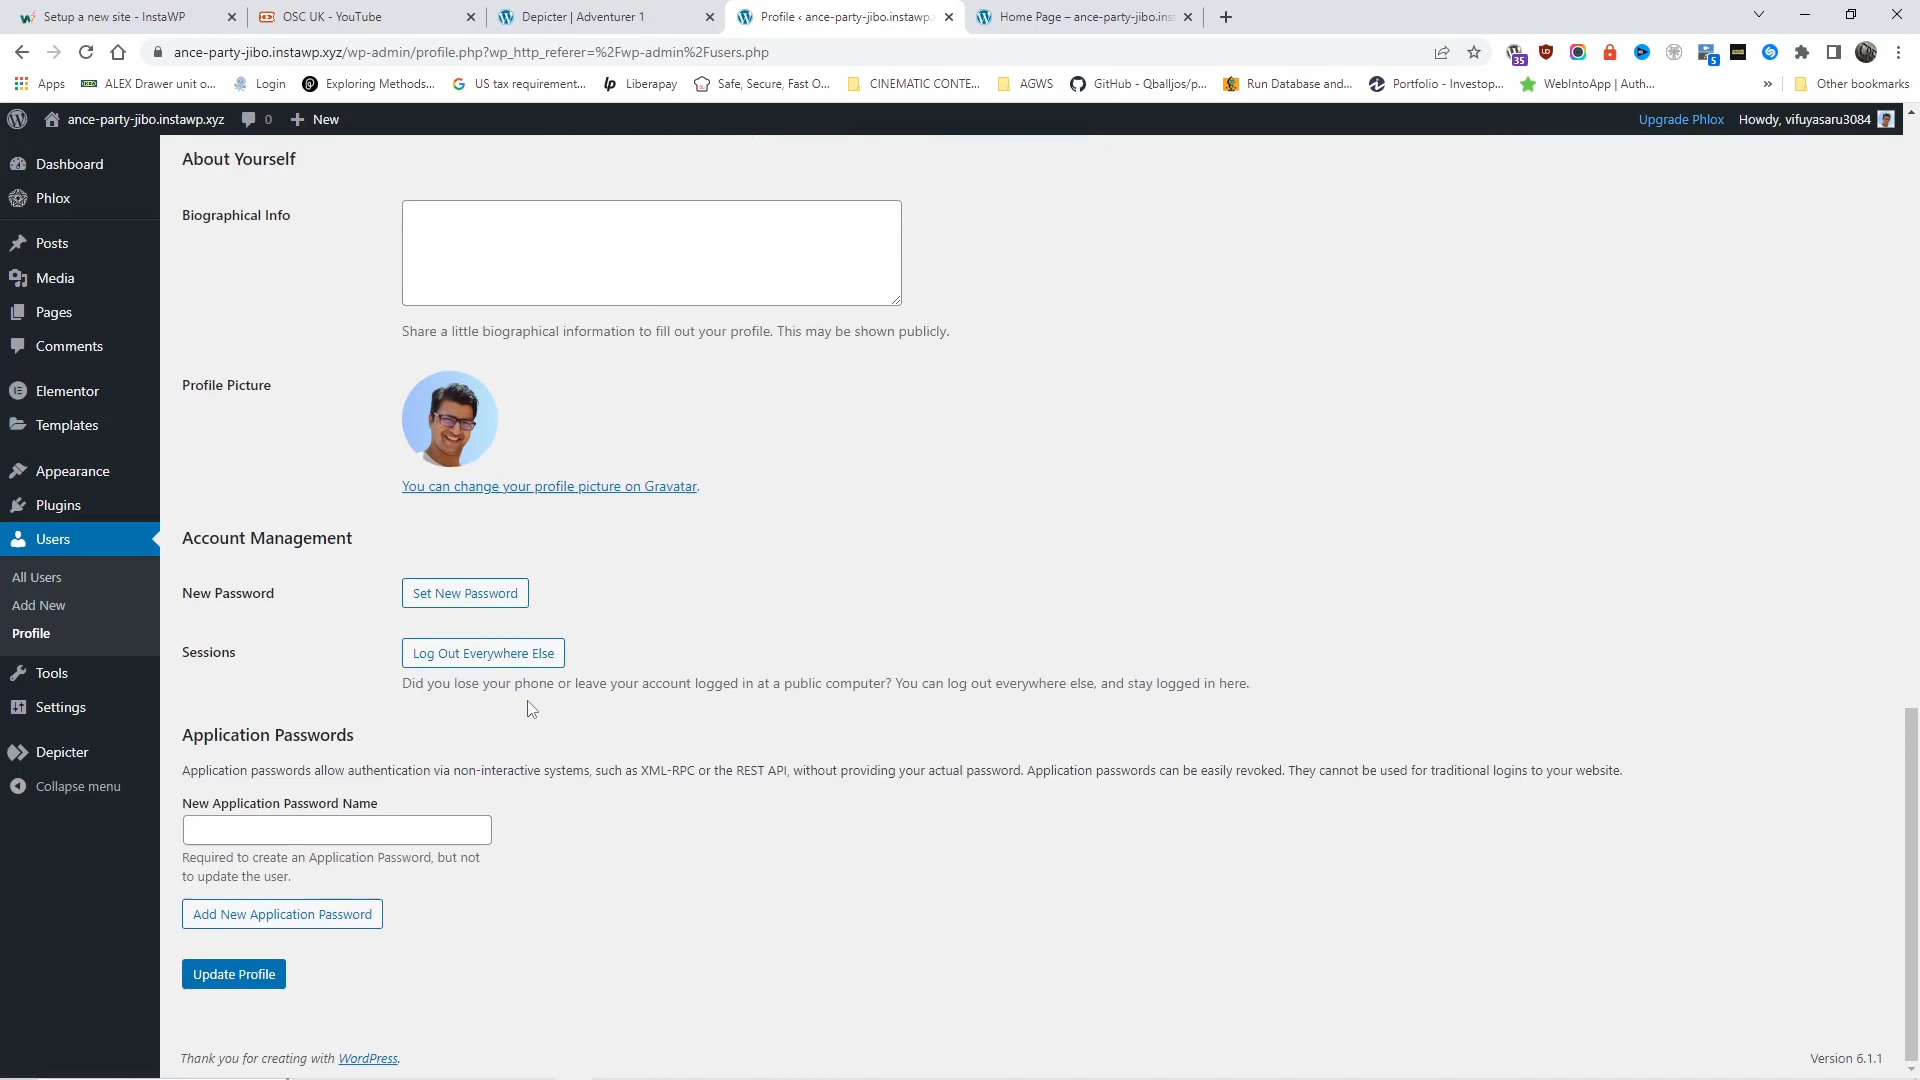 Setup a new site - InstaWP
OSC UK - YouTube
Depicter | Adventurer 1
Profile ‹ ance-party-jibo.instawp.
Home Page – ance-party-jibo.ins
ance-party-jibo.instawp.xyz/wp-admin/profile.php?wp_http_referer=%2Fwp-admin%2Fusers.php
35
5
Apps
ALEX Drawer unit o...
Login
Exploring Methods...
US tax requirement...
Liberapay
Safe, Secure, Fast O...
CINEMATIC CONTE...
AGWS
GitHub - Qballjos/p...
Run Database and...
Portfolio - Investop...
WebIntoApp | Auth...
»
Other bookmarks
ance-party-jibo.instawp.xyz
0
New
Upgrade Phlox
Howdy, vifuyasaru3084
Dashboard
Phlox
Posts
Media
Pages
Comments
Elementor
Templates
Appearance
Plugins
Users
All Users
Add New
Profile
Tools
Settings
Depicter
Collapse menu
About Yourself
Biographical Info
Share a little biographical information to fill out your profile. This may be shown publicly.
Profile Picture
You can change your profile picture on Gravatar.
Account Management
New Password
Set New Password
Sessions
Log Out Everywhere Else
Did you lose your phone or leave your account logged in at a public computer? You can log out everywhere else, and stay logged in here.
Application Passwords
Application passwords allow authentication via non-interactive systems, such as XML-RPC or the REST API, without providing your actual password. Application passwords can be easily revoked. They cannot be used for traditional logins to your website.
New Application Password Name
Required to create an Application Password, but not
to update the user.
Add New Application Password
Update Profile
Thank you for creating with WordPress.
Version 6.1.1